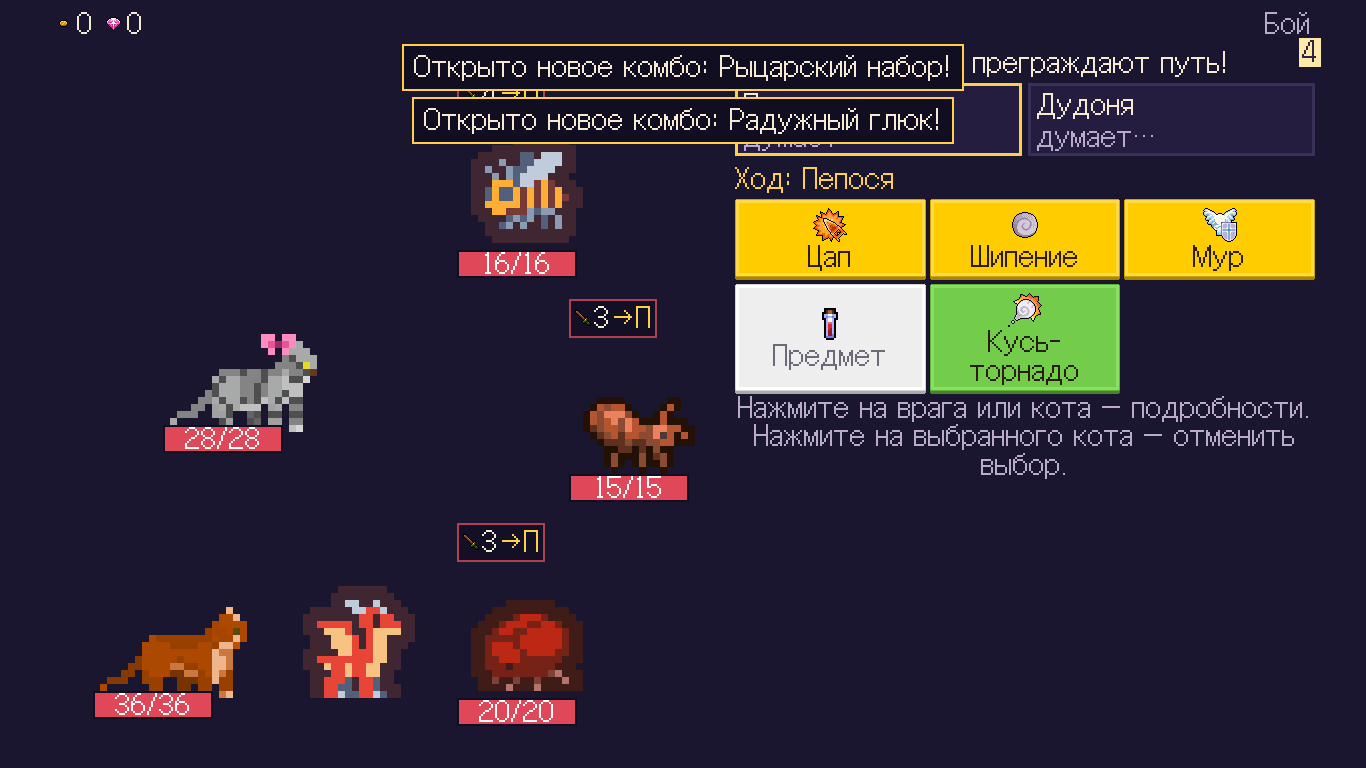 0 0
Бой
4
Открыто новое комбо: Рыцарский набор!
преграждают путь!
Открыто новое комбо: Радужный глюк!
Дудоня
думает...
Ход: Пепося
Цап
Шипение
Мур
Предмет
Кусь-
торнадо
Нажмите на врага или кота — подробности.
Нажмите на выбранного кота — отменить
выбор.
16/16
3→П
28/28
15/15
3→П
36/36
20/20